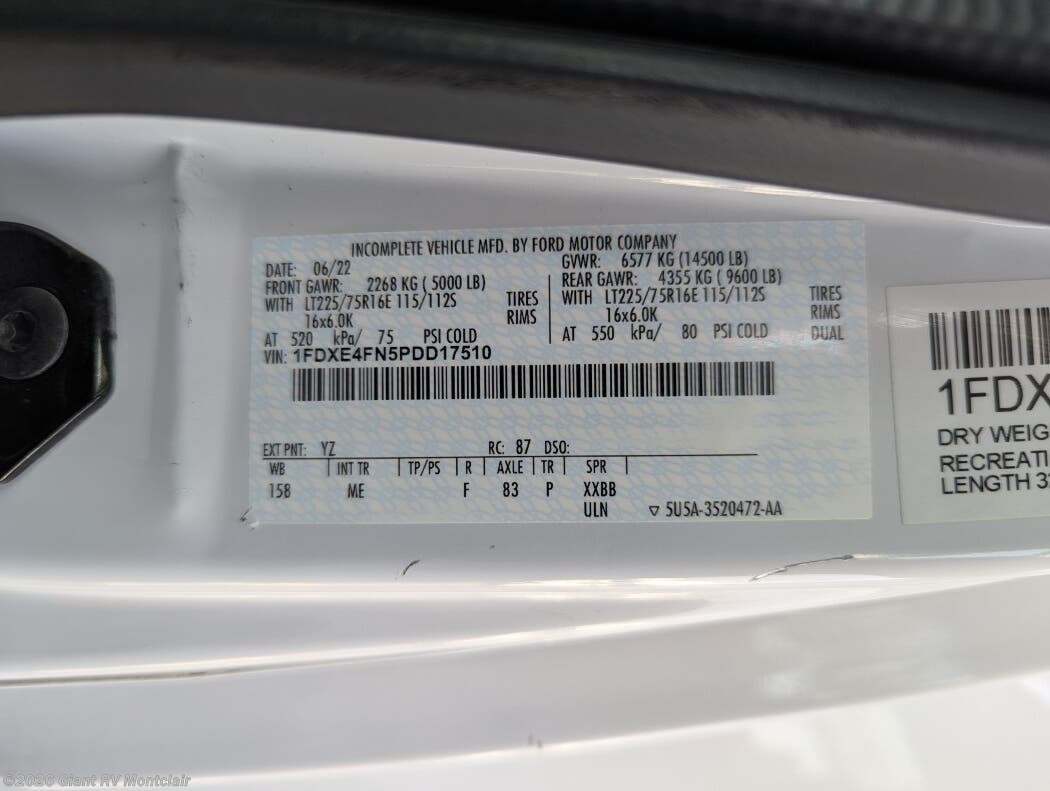 INCOMPLETE VEHICLE MFD. BY FORD MOTOR COMPANY
DATE: 06/22
FRONT GAWR: 2268 KG ( 5000 LB)
WITH LT225/75R16E 115/112S TIRES
16x6.0K RIMS
AT 520 kPa/ 75 PSI COLD
GVWR: 6577 KG (14500 LB)
REAR GAWR: 4355 KG ( 9600 LB)
WITH LT225/75R16E 115/112S TIRES
16x6.0K RIMS
AT 550 kPa/ 80 PSI COLD DUAL
VIN: 1FDXE4FN5PDD17510
EXT PNT: YZ RC: 87 DSO:
WB INT TR TP/PS R AXLE TR SPR
158 ME F 83 P XXBB
ULN ▽ 5U5A-3520472-AA
1FDX
DRY WEIG
RECREATI
LENGTH 32
©2026 Giant RV Montclair